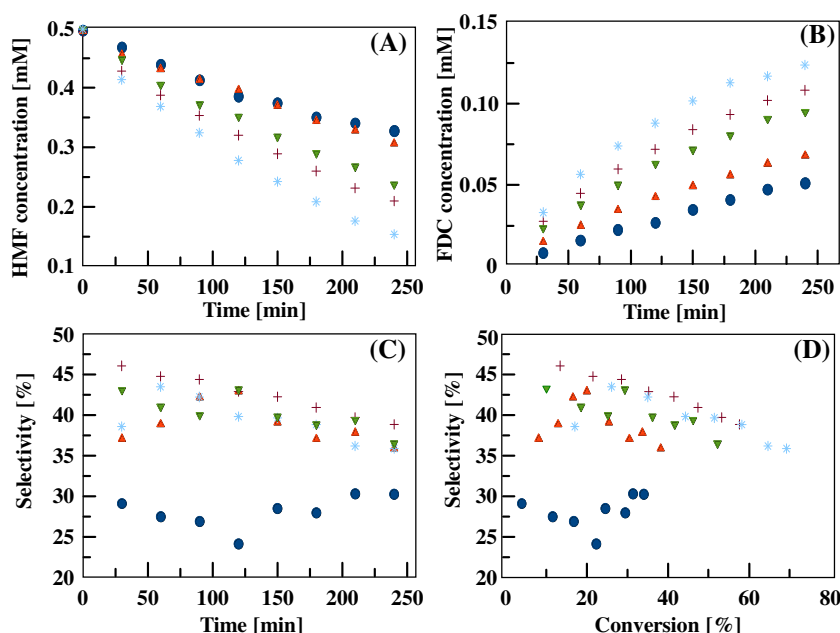 (A)
HMF concentration [mM]
0.5
0.4
0.3
0.2
0.1
0 50 100 150 200 250
Time [min]
(B)
FDC concentration [mM]
0.15
0.10
0.05
0
0 50 100 150 200 250
Time [min]
(C)
Selectivity [%]
50
45
40
35
30
25
20
0 50 100 150 200 250
Time [min]
(D)
Selectivity [%]
50
45
40
35
30
25
20
0 20 40 60 80
Conversion [%]